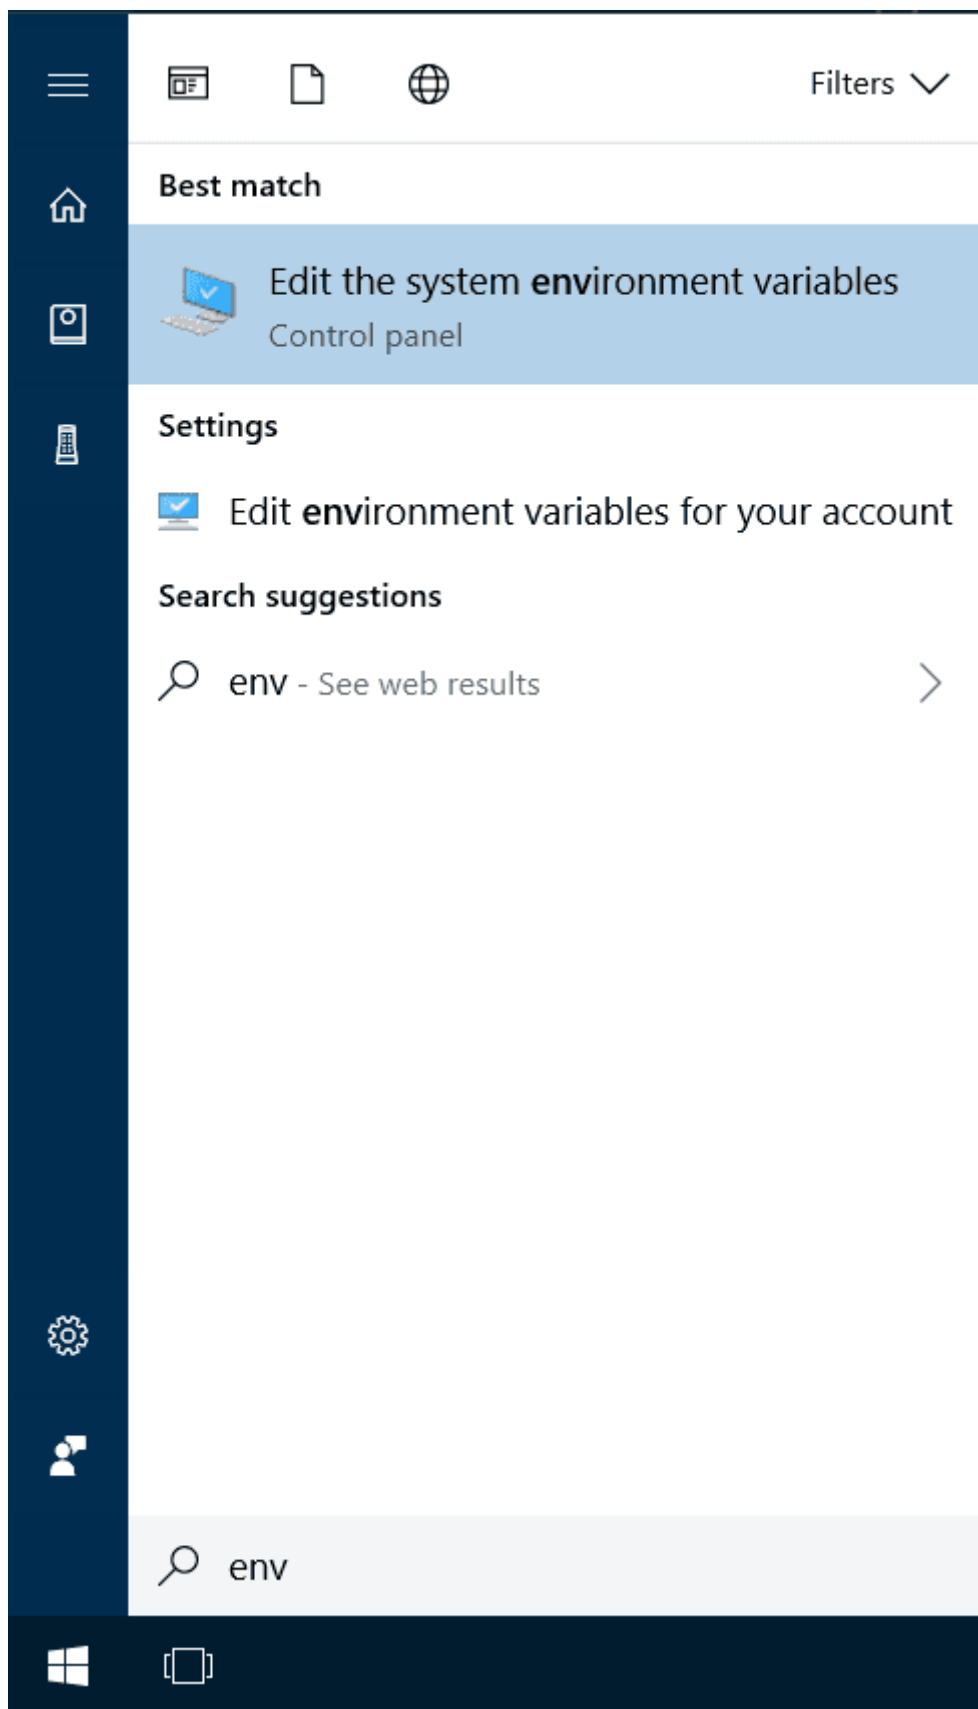 Filters
Best match
Edit the system environment variables
Control panel
Settings
Edit environment variables for your account
Search suggestions
env - See web results
env